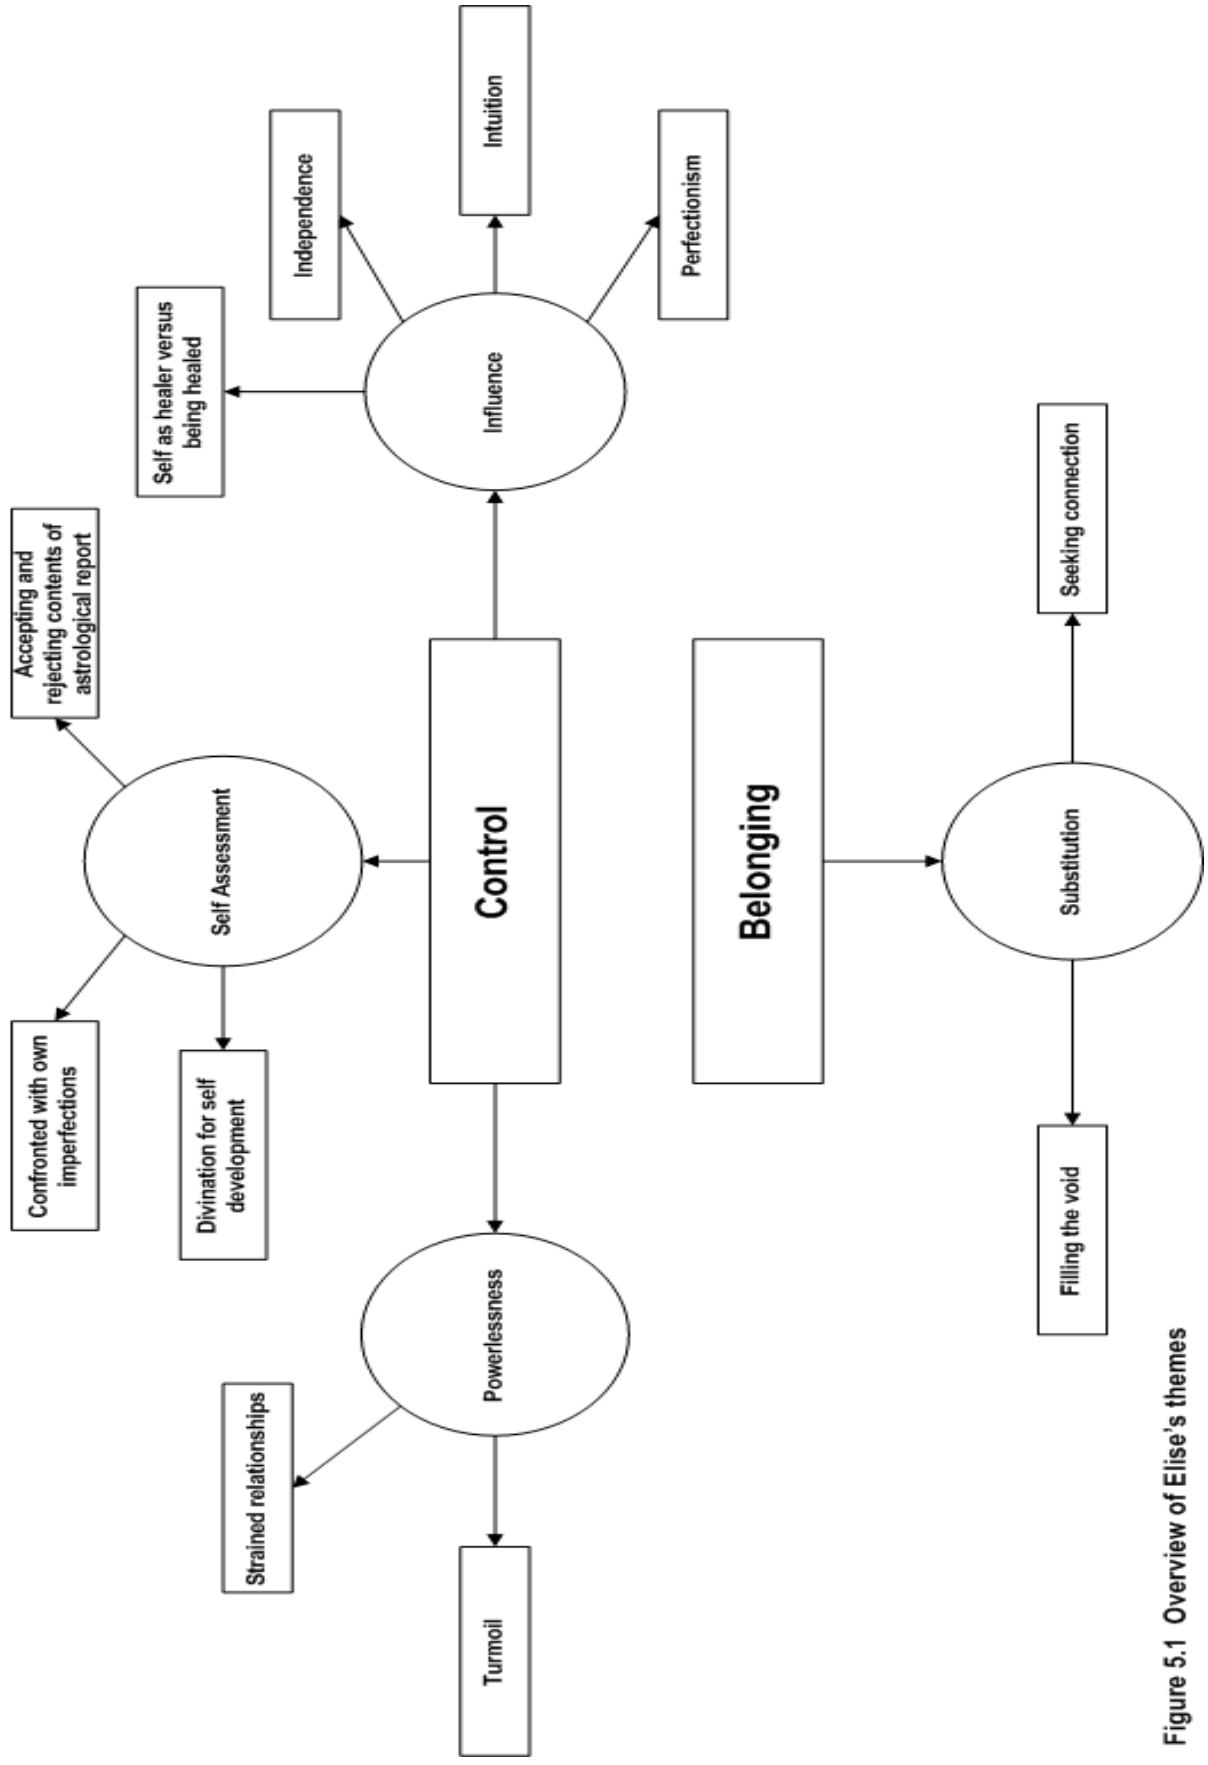 Confronted with own
imperfections
Accepting and
rejecting contents of
astrological report
Self as healer versus
being healed
Divination for self
development
Self Assessment
Strained relationships
Independence
Turmoil
Powerlessness
Control
Influence
Intuition
Perfectionism
Belonging
Filling the void
Substitution
Seeking connection
Figure 5.1 Overview of Elise's themes